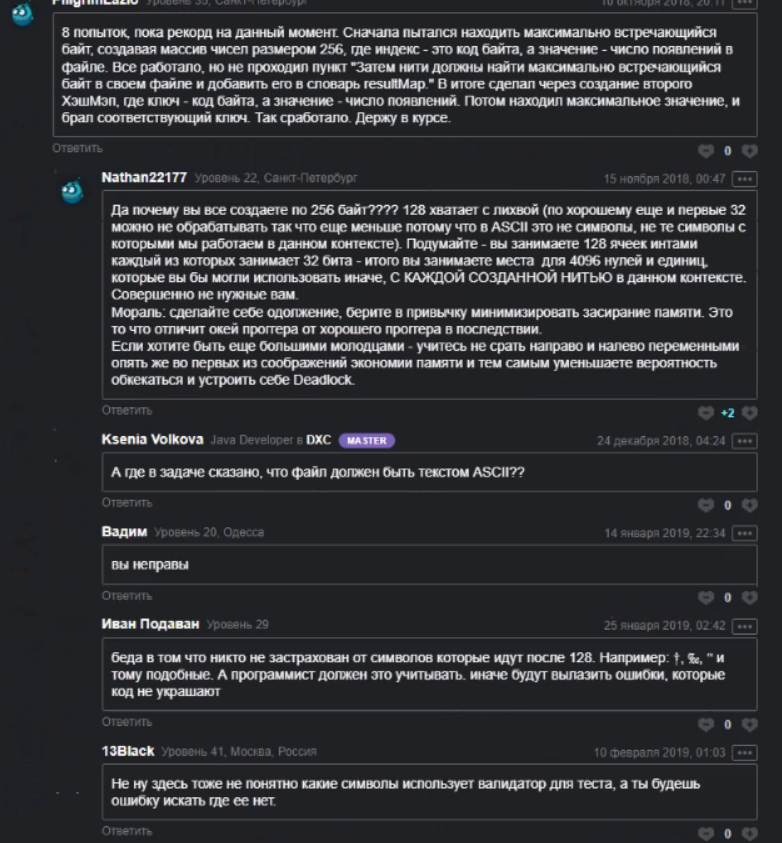 PiligrimLazio Уровень 35, Санкт-Петербург 10 октября 2018, 20:11
8 попыток, пока рекорд на данный момент. Сначала пытался находить максимально встречающийся
байт, создавая массив чисел размером 256, где индекс - это код байта, а значение - число появлений в
файле. Все работало, но не проходил пункт "Затем нити должны найти максимально встречающийся
байт в своем файле и добавить его в словарь resultMap." В итоге сделал через создание второго
ХэшМэп, где ключ - код байта, а значение - число появлений. Потом находил максимальное значение, и
брал соответствующий ключ. Так сработало. Держу в курсе.
Ответить 0
Nathan22177 Уровень 22, Санкт-Петербург 15 ноября 2018, 00:47
Да почему вы все создаете по 256 байт???? 128 хватает с лихвой (по хорошему еще и первые 32
можно не обрабатывать так что еще меньше потому что в ASCII это не символы, не те символы с
которыми мы работаем в данном контексте). Подумайте - вы занимаете 128 ячеек интами
каждый из которых занимает 32 бита - итого вы занимаете места для 4096 нулей и единиц,
которые вы бы могли использовать иначе, С КАЖДОЙ СОЗДАННОЙ НИТЬЮ в данном контексте.
Совершенно не нужные вам.
Мораль: сделайте себе одолжение, берите в привычку минимизировать засирание памяти. Это
то что отличит окей проггера от хорошего проггера в последствии.
Если хотите быть еще большими молодцами - учитесь не срать направо и налево переменными
опять же во первых из соображений экономии памяти и тем самым уменьшаете вероятность
обкекаться и устроить себе Deadlock.
Ответить +2
Ksenia Volkova Java Developer в DXC MASTER 24 декабря 2018, 04:24
А где в задаче сказано, что файл должен быть текстом ASCII??
Ответить 0
Вадим Уровень 20, Одесса 14 января 2019, 22:34
вы неправы
Ответить 0
Иван Подаван Уровень 29 25 января 2019, 02:42
беда в том что никто не застрахован от символов которые идут после 128. Например: †, ‰, “ и
тому подобные. А программист должен это учитывать. иначе будут вылазить ошибки, которые
код не украшают
Ответить 0
13Black Уровень 41, Москва, Россия 10 февраля 2019, 01:03
Не ну здесь тоже не понятно какие символы использует валидатор для теста, а ты будешь
ошибку искать где ее нет.
Ответить 0